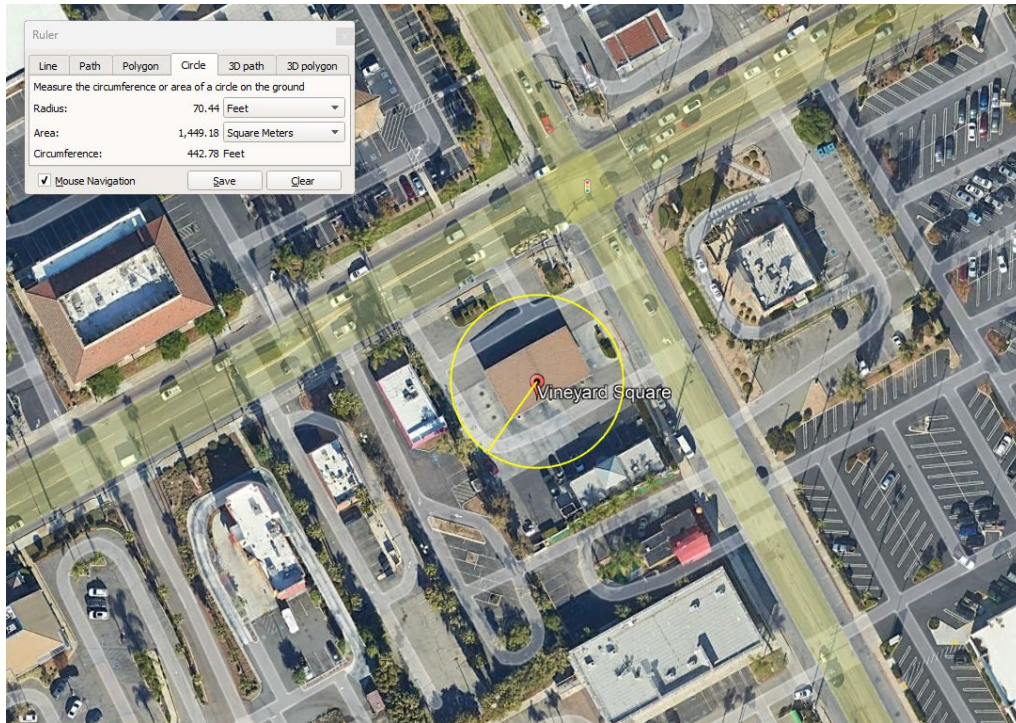 Ruler
Line Path Polygon Circle 3D path 3D polygon
Measure the circumference or area of a circle on the ground
Radius: 70.44 Feet
Area: 1,449.18 Square Meters
Circumference: 442.78 Feet
Mouse Navigation Save Clear
Vineyard Square